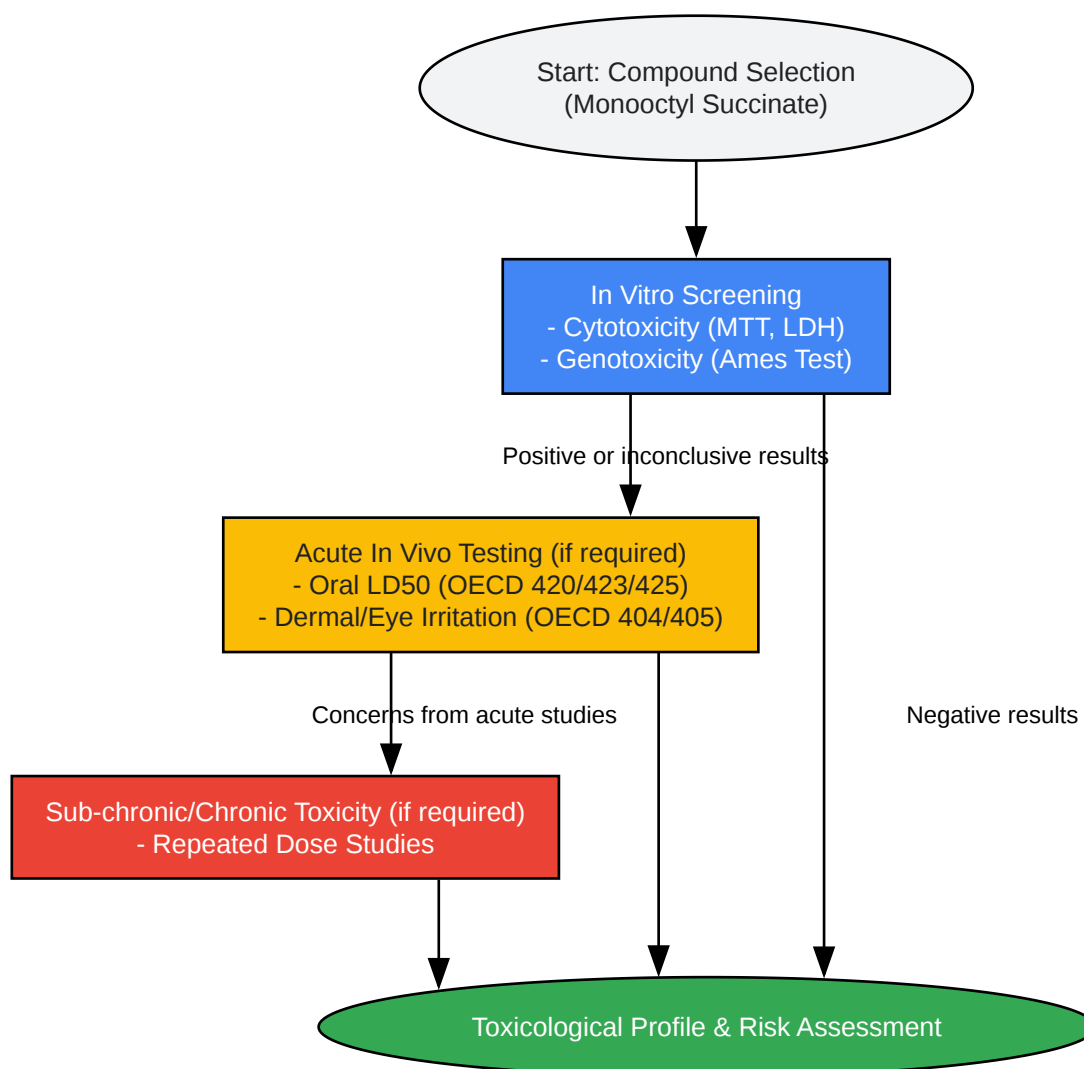 Start: Compound Selection
(Monooctyl Succinate)
In Vitro Screening
- Cytotoxicity (MTT, LDH)
- Genotoxicity (Ames Test)
Positive or inconclusive results
Acute In Vivo Testing (if required)
- Oral LD50 (OECD 420/423/425)
- Dermal/Eye Irritation (OECD 404/405)
Concerns from acute studies
Negative results
Sub-chronic/Chronic Toxicity (if required)
- Repeated Dose Studies
Toxicological Profile & Risk Assessment